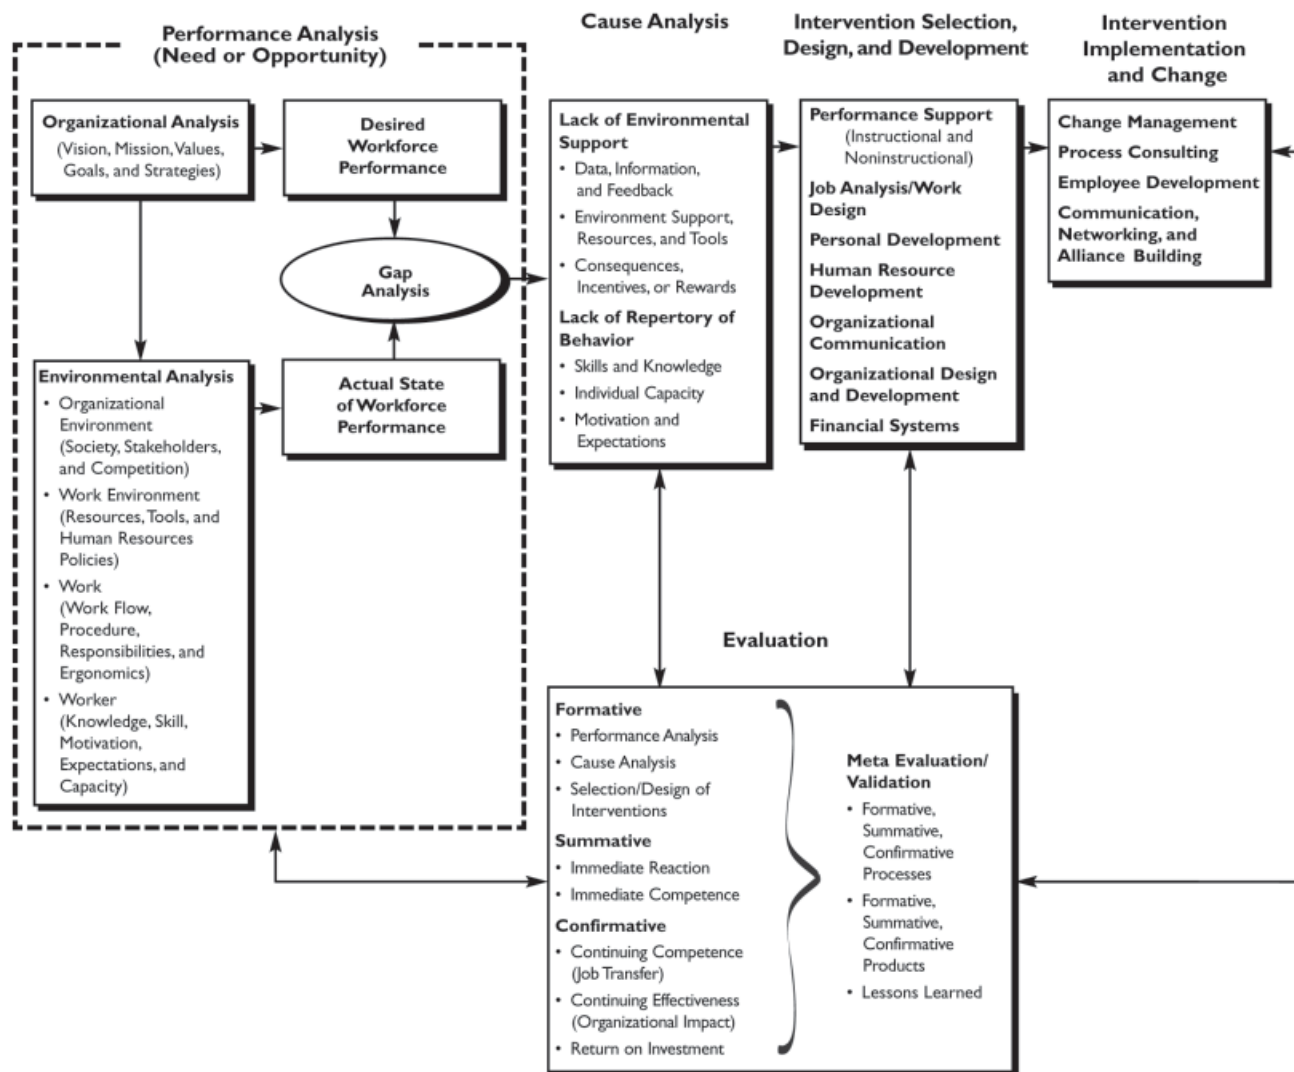 Performance Analysis
(Need or Opportunity)
Organizational Analysis
(Vision, Mission, Values,
Goals, and Strategies)
Desired
Workforce
Performance
Gap
Analysis
Environmental Analysis
• Organizational
Environment
(Society, Stakeholders,
and Competition)
• Work Environment
(Resources, Tools, and
Human Resources
Policies)
• Work
(Work Flow,
Procedure,
Responsibilities, and
Ergonomics)
• Worker
(Knowledge, Skill,
Motivation,
Expectations, and
Capacity)
Actual State
of Workforce
Performance
Cause Analysis
Lack of Environmental
Support
• Data, Information,
and Feedback
• Environment Support,
Resources, and Tools
• Consequences,
Incentives, or Rewards
Lack of Repertory of
Behavior
• Skills and Knowledge
• Individual Capacity
• Motivation and
Expectations
Intervention Selection,
Design, and Development
Performance Support
(Instructional and
Noninstructional)
Job Analysis/Work
Design
Personal Development
Human Resource
Development
Organizational
Communication
Organizational Design
and Development
Financial Systems
Intervention
Implementation
and Change
Change Management
Process Consulting
Employee Development
Communication,
Networking, and
Alliance Building
Evaluation
Formative
• Performance Analysis
• Cause Analysis
• Selection/Design of
Interventions
Summative
• Immediate Reaction
• Immediate Competence
Confirmative
• Continuing Competence
(Job Transfer)
• Continuing Effectiveness
(Organizational Impact)
• Return on Investment
Meta Evaluation/
Validation
• Formative,
Summative,
Confirmative
Processes
• Formative,
Summative,
Confirmative
Products
• Lessons Learned